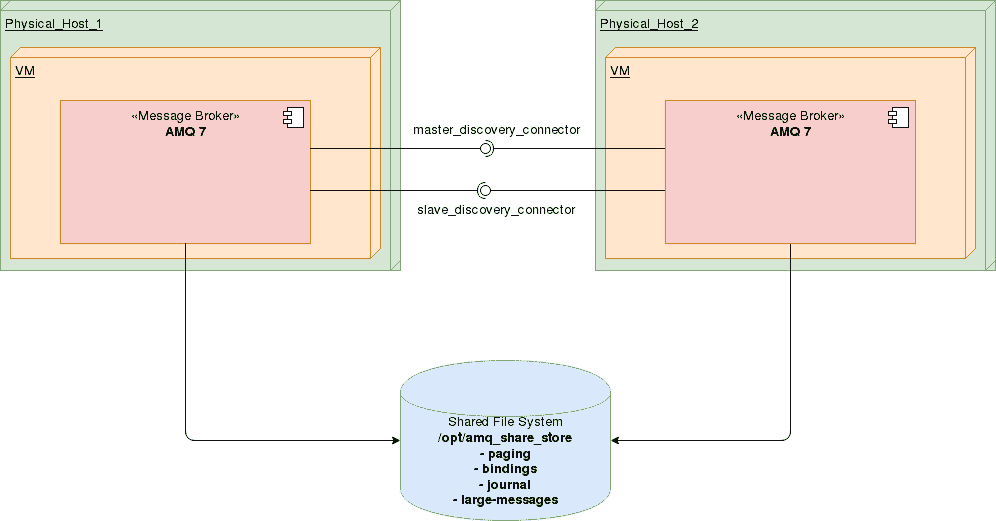 Physical_Host_1
VM
«Message Broker»
AMQ 7
Physical_Host_2
VM
«Message Broker»
AMQ 7
master_discovery_connector
slave_discovery_connector
Shared File System
/opt/amq_share_store
- paging
- bindings
- journal
- large-messages